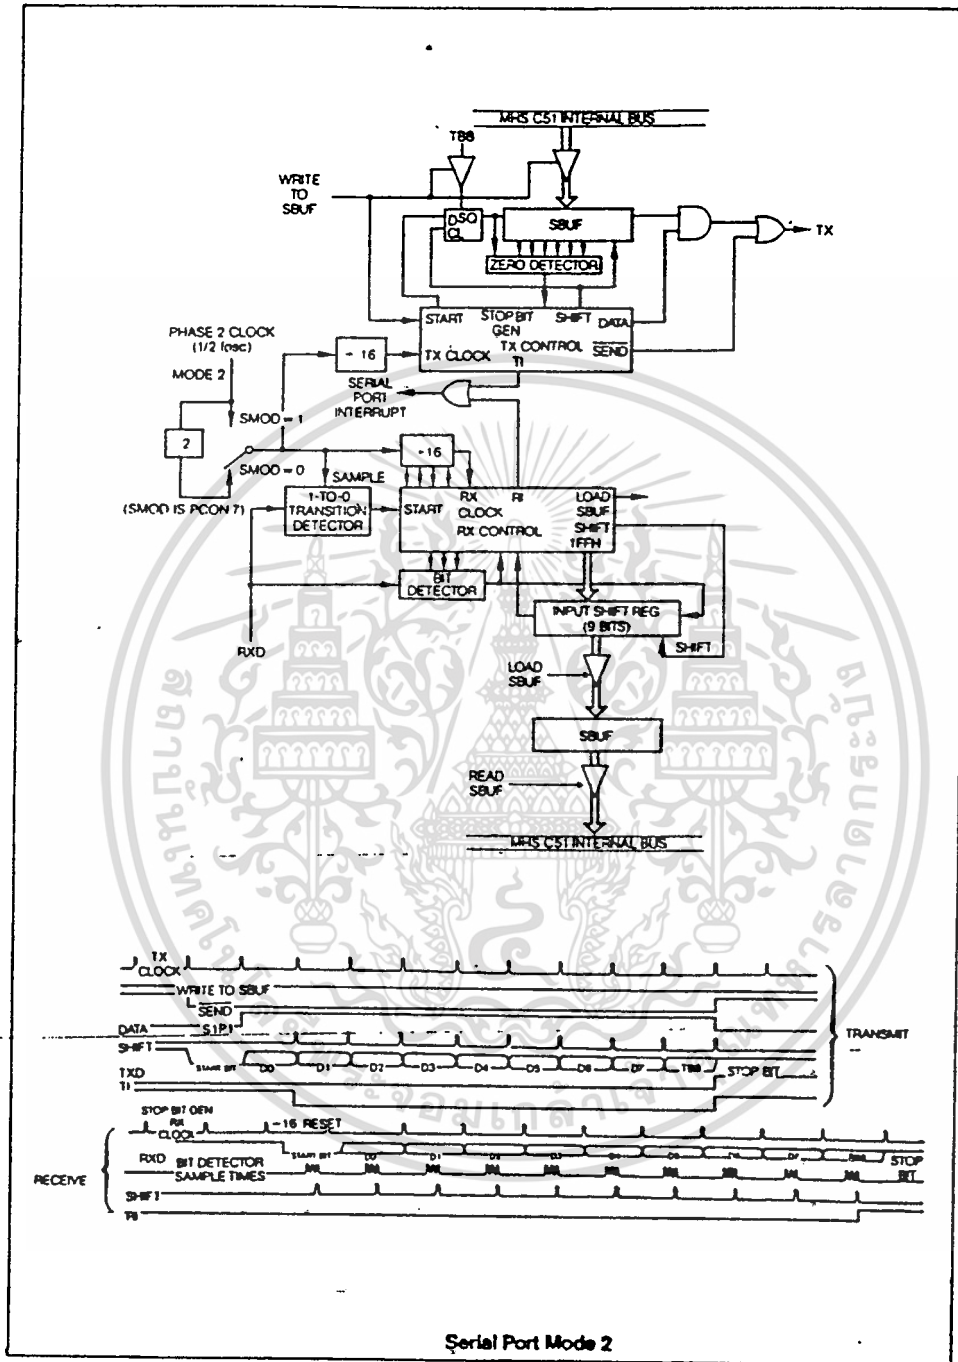 MHS C51 INTERNAL BUS
TB8
WRITE
TO
SBUF
D S Q
CL
SBUF
TX
ZERO DETECTOR
START
STOP BIT
GEN
SHIFT
DATA
TX CLOCK
TX CONTROL
SEND
TI
PHASE 2 CLOCK
(1/2 fosc)
MODE 2
÷ 16
SERIAL
PORT
INTERRUPT
SMOD = 1
2
SMOD = 0
(SMOD IS PCON 7)
÷16
SAMPLE
1-TO-0
TRANSITION
DETECTOR
START
RX
CLOCK
RI
LOAD
SBUF
RX CONTROL
SHIFT
1FFH
BIT
DETECTOR
INPUT SHIFT REG
(9 BITS)
SHIFT
RXD
LOAD
SBUF
SBUF
READ
SBUF
MHS C51 INTERNAL BUS
TX
CLOCK
WRITE TO SBUF
SEND
DATA
S1P1
TRANSMIT
SHIFT
START BIT
D0
D1
D2
D3
D4
D5
D6
D7
TB8
STOP BIT
TXD
TI
STOP BIT GEN
RX
CLOCK
÷16 RESET
RECEIVE
RXD
START BIT
D0
D1
D7
STOP
BIT
BIT DETECTOR
SAMPLE TIMES
SHIFT
RI
Serial Port Mode 2